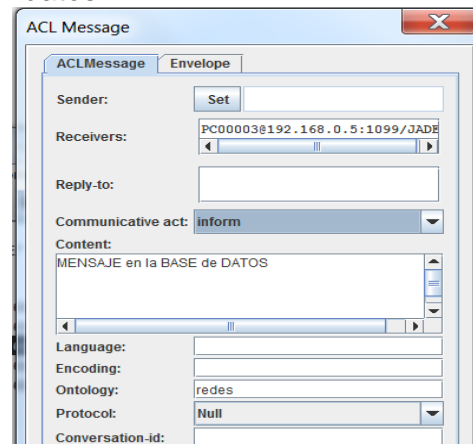 ACL Message
ACLMessage Envelope
Sender: Set
Receivers: PC00003@192.168.0.5:1099/JADE
Reply-to:
Communicative act: inform
Content:
MENSAJE en la BASE de DATOS
Language:
Encoding:
Ontology: redes
Protocol: Null
Conversation-id: